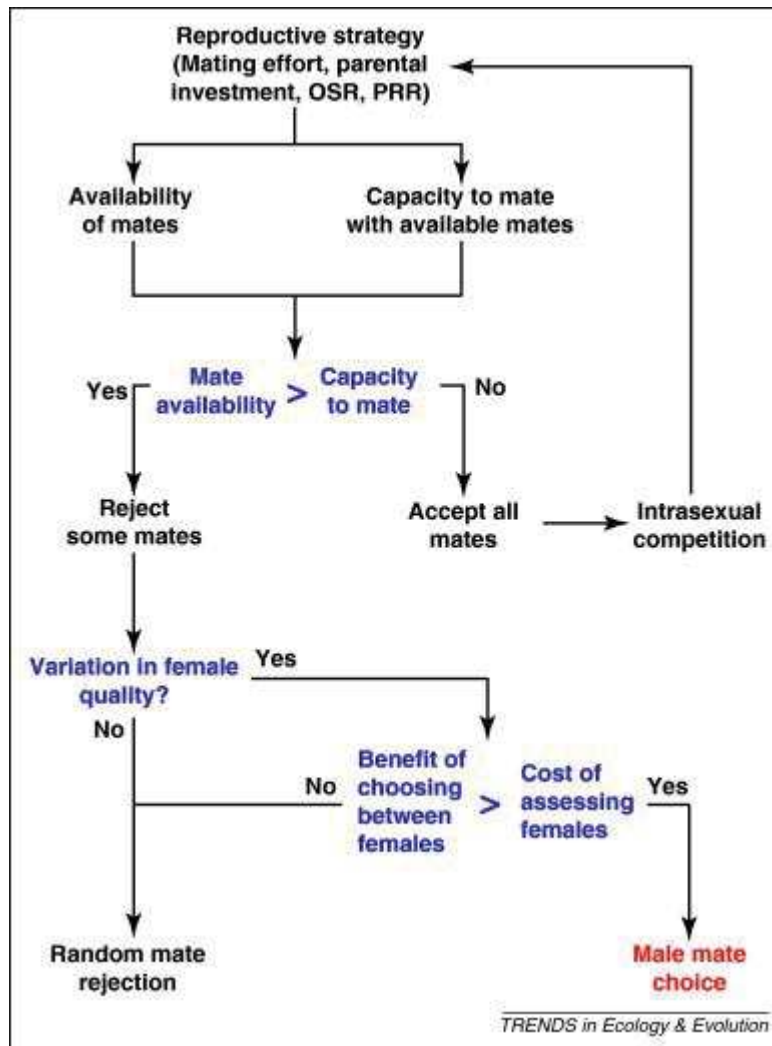 Reproductive strategy
(Mating effort, parental
investment, OSR, PRR)
Availability
of mates
Capacity to mate
with available mates
Yes
Mate
availability
>
Capacity
to mate
No
Reject
some mates
Accept all
mates
Intrasexual
competition
Variation in female
quality?
Yes
No
No
Benefit of
choosing
between
females
>
Cost of
assessing
females
Yes
Random mate
rejection
Male mate
choice
TRENDS in Ecology & Evolution